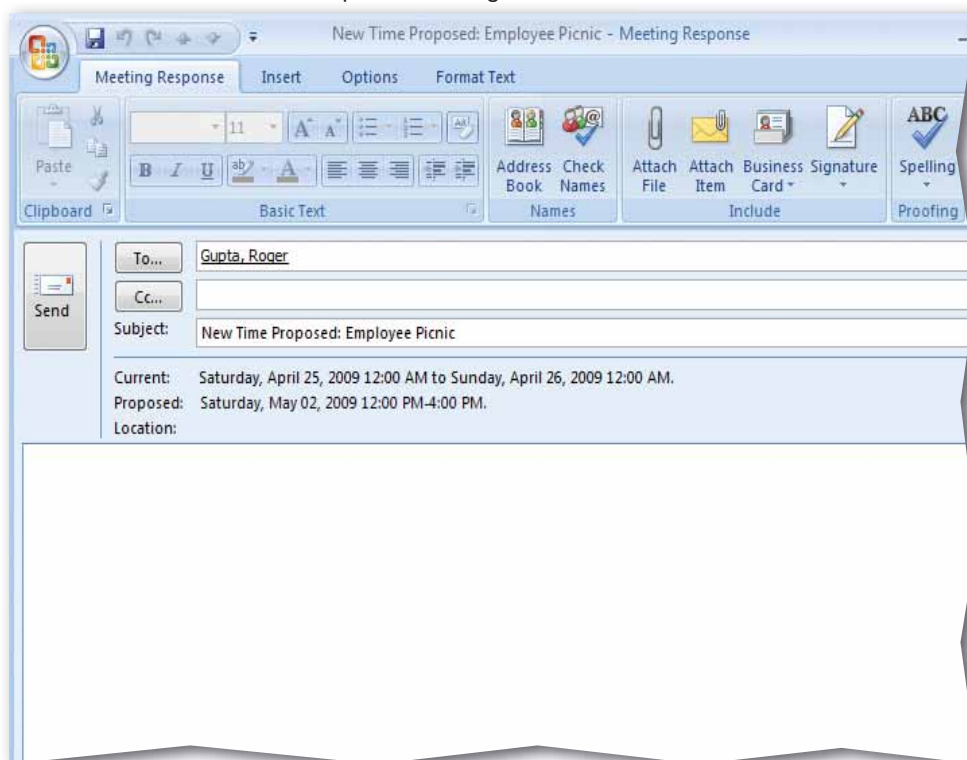 New Time Proposed: Employee Picnic - Meeting Response
Meeting Response Insert Options Format Text
11 A A Aa
B I U ab A
Paste
Address Book
Check Names
Attach File
Attach Item
Business Card
Signature
ABC
Spelling
Clipboard Basic Text Names Include Proofing
To... Gupta, Roger
Cc...
Send
Subject: New Time Proposed: Employee Picnic
Current: Saturday, April 25, 2009 12:00 AM to Sunday, April 26, 2009 12:00 AM.
Proposed: Saturday, May 02, 2009 12:00 PM-4:00 PM.
Location: